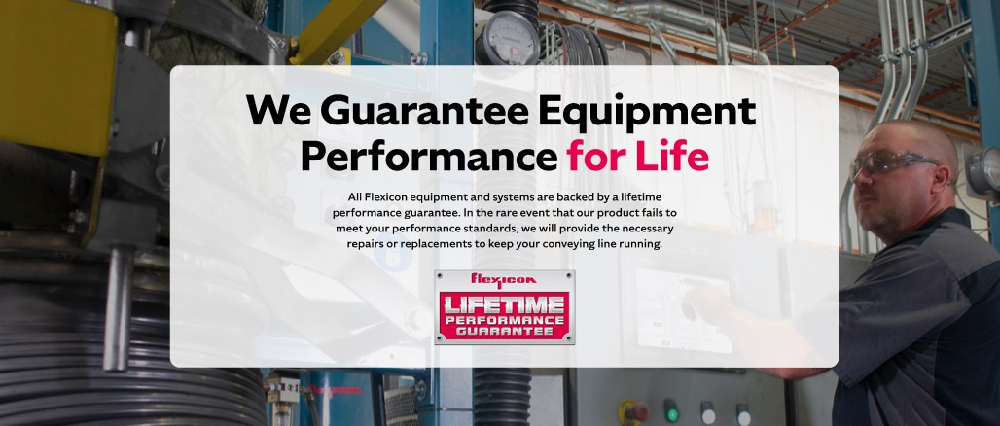 We Guarantee Equipment
Performance for Life
All Flexicon equipment and systems are backed by a lifetime
performance guarantee. In the rare event that our product fails to
meet your performance standards, we will provide the necessary
repairs or replacements to keep your conveying line running.
flexicon
LIFETIME
PERFORMANCE
GUARANTEE